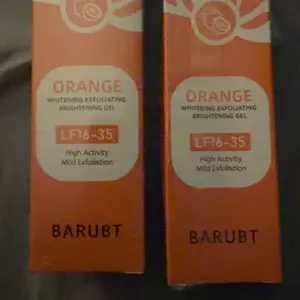 ORANGE
WHITENING EXFOLIATING
BRIGHTENING GEL
LF16-35
High Activity
Mild Exfoliation
BARUBT
ORANGE
WHITENING EXFOLIATING
BRIGHTENING GEL
LF16-35
High Activity
Mild Exfoliation
BARUBT